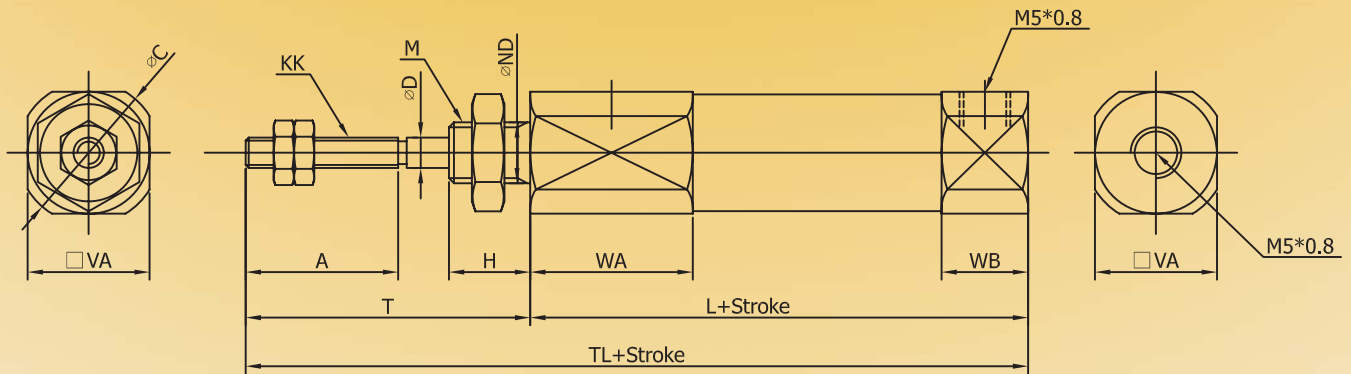 M5*0.8
øC
KK
M
øD
øND
M5*0.8
□VA
A
H
WA
WB
□VA
T
L+Stroke
TL+Stroke